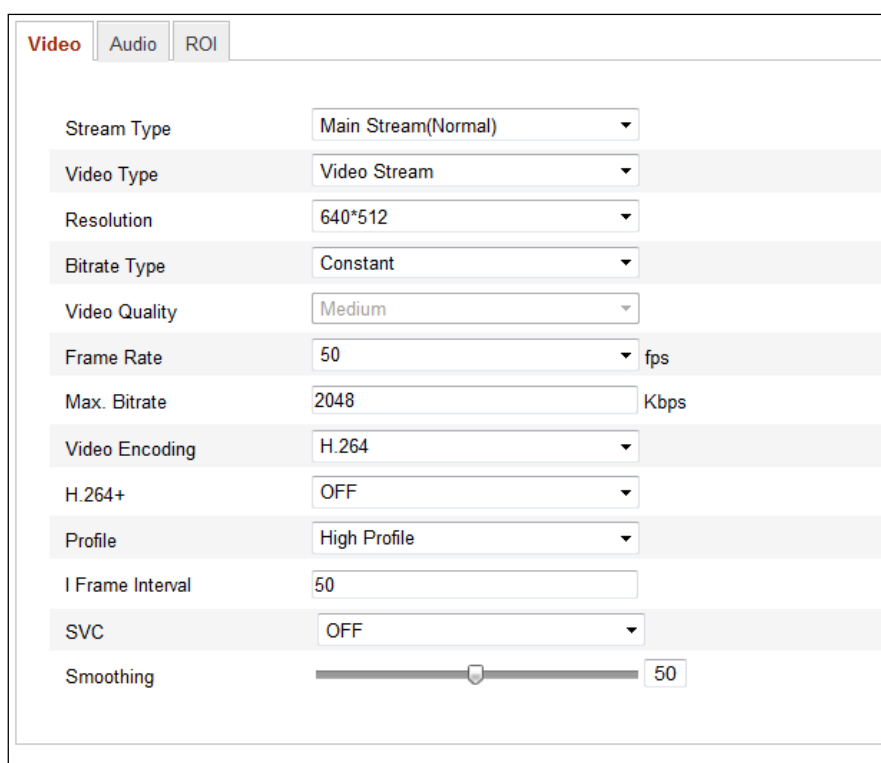 Video Audio ROI
Stream Type Main Stream(Normal)
Video Type Video Stream
Resolution 640*512
Bitrate Type Constant
Video Quality Medium
Frame Rate 50 fps
Max. Bitrate 2048 Kbps
Video Encoding H.264
H.264+ OFF
Profile High Profile
I Frame Interval 50
SVC OFF
Smoothing 50